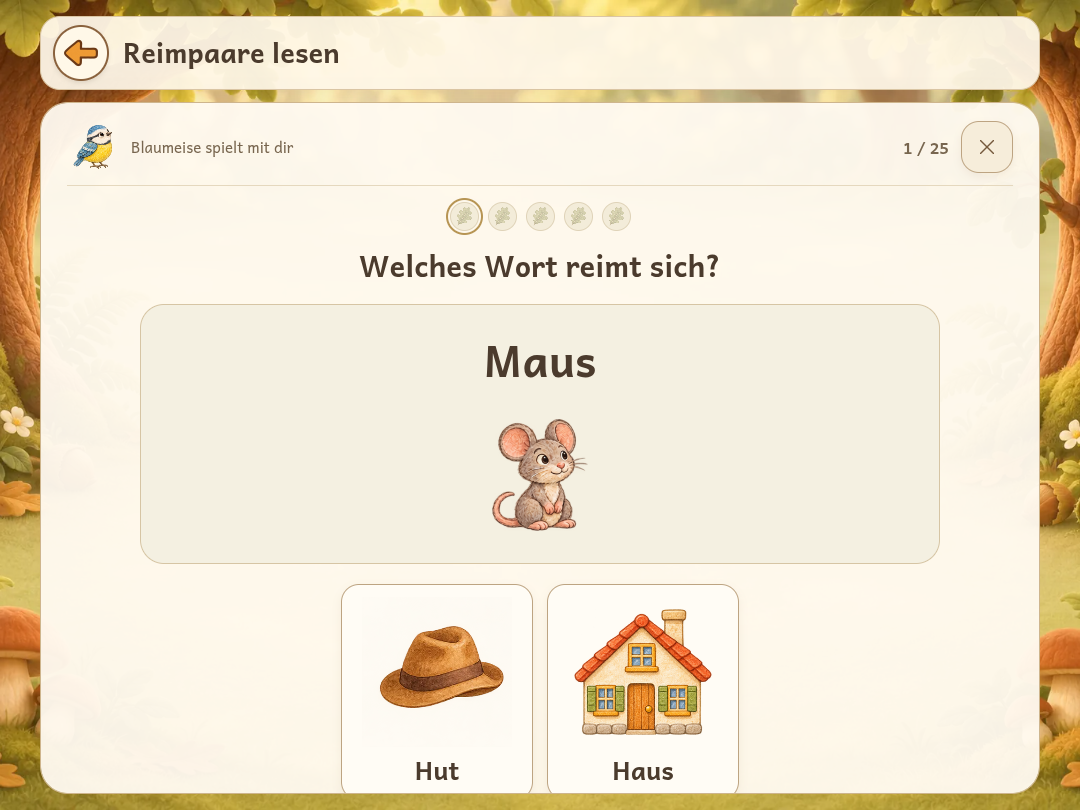 Reimpaare lesen
Blaumeise spielt mit dir
1 / 25
Welches Wort reimt sich?
Maus
Hut
Haus